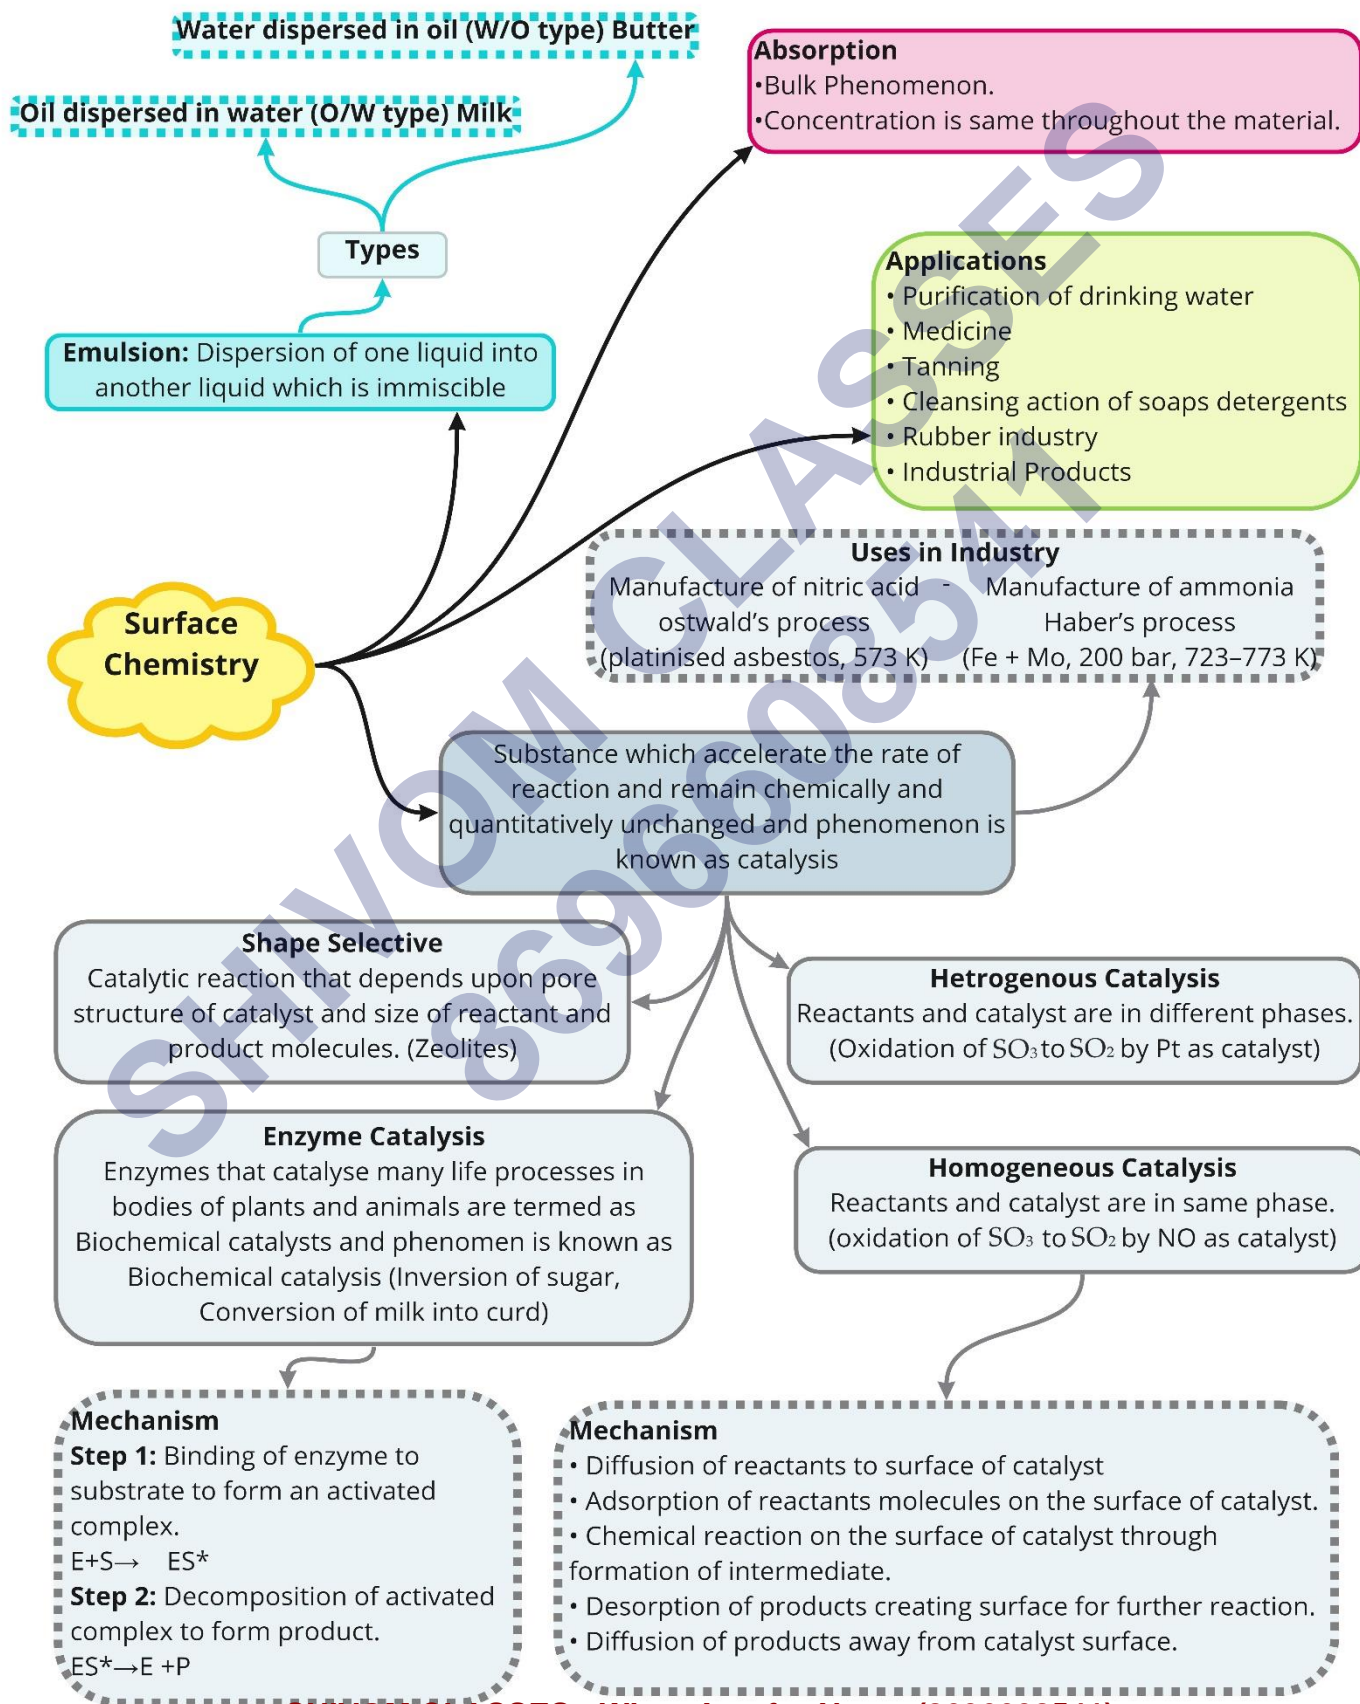 Water dispersed in oil (W/O type) Butter
Oil dispersed in water (O/W type) Milk
Types
Emulsion: Dispersion of one liquid into
another liquid which is immiscible
Absorption
•Bulk Phenomenon.
•Concentration is same throughout the material.
Applications
• Purification of drinking water
• Medicine
• Tanning
• Cleansing action of soaps detergents
• Rubber industry
• Industrial Products
Surface
Chemistry
Uses in Industry
Manufacture of nitric acid - Manufacture of ammonia
ostwald's process Haber's process
(platinised asbestos, 573 K) (Fe + Mo, 200 bar, 723–773 K)
Substance which accelerate the rate of
reaction and remain chemically and
quantitatively unchanged and phenomenon is
known as catalysis
Shape Selective
Catalytic reaction that depends upon pore
structure of catalyst and size of reactant and
product molecules. (Zeolites)
Hetrogenous Catalysis
Reactants and catalyst are in different phases.
(Oxidation of SO₃ to SO₂ by Pt as catalyst)
Enzyme Catalysis
Enzymes that catalyse many life processes in
bodies of plants and animals are termed as
Biochemical catalysts and phenomen is known as
Biochemical catalysis (Inversion of sugar,
Conversion of milk into curd)
Homogeneous Catalysis
Reactants and catalyst are in same phase.
(oxidation of SO₃ to SO₂ by NO as catalyst)
Mechanism
Step 1: Binding of enzyme to
substrate to form an activated
complex.
E+S→ ES*
Step 2: Decomposition of activated
complex to form product.
ES*→E +P
Mechanism
• Diffusion of reactants to surface of catalyst
• Adsorption of reactants molecules on the surface of catalyst.
• Chemical reaction on the surface of catalyst through
formation of intermediate.
• Desorption of products creating surface for further reaction.
• Diffusion of products away from catalyst surface.
SHIVOM CLASSES
8696608541